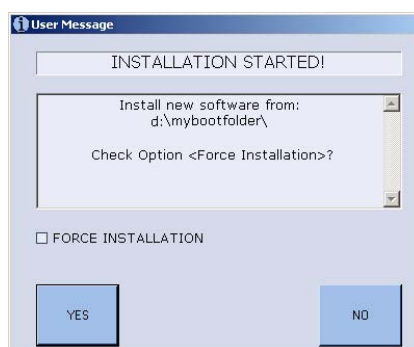 User Message
INSTALLATION STARTED!
Install new software from:
d:\mybootfolder\
Check Option <Force Installation>?
FORCE INSTALLATION
YES
NO